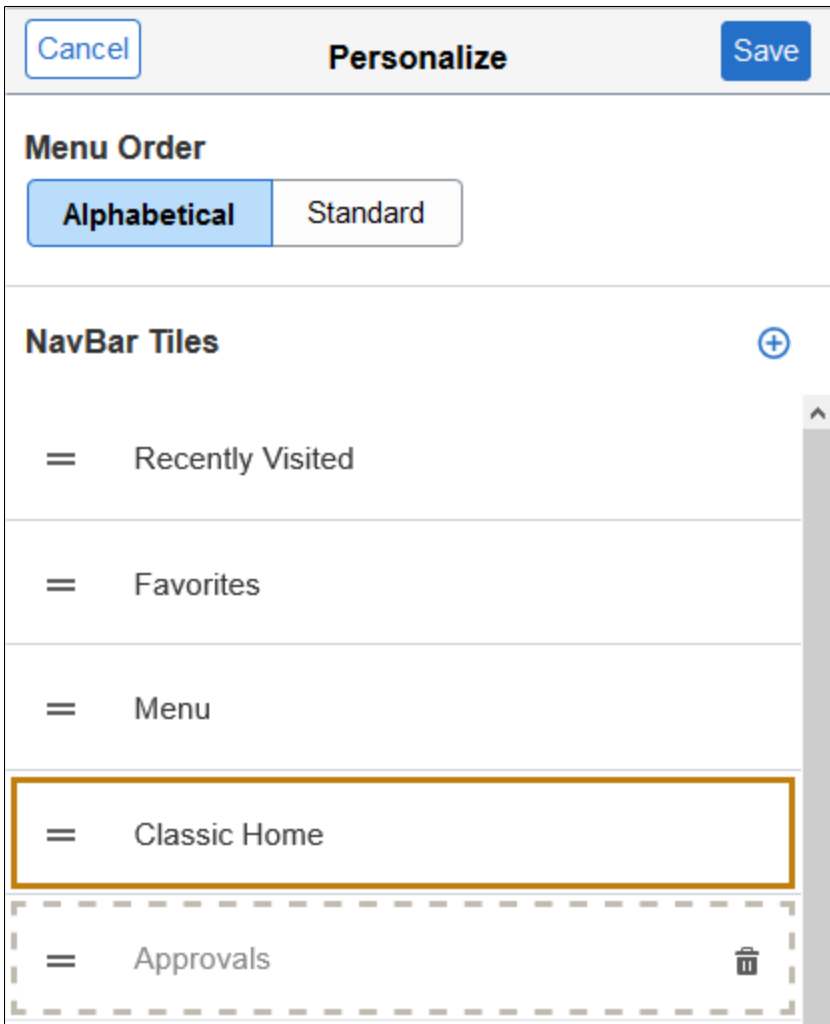 Cancel Personalize Save
Menu Order
Alphabetical Standard
NavBar Tiles
Recently Visited
Favorites
Menu
Classic Home
Approvals